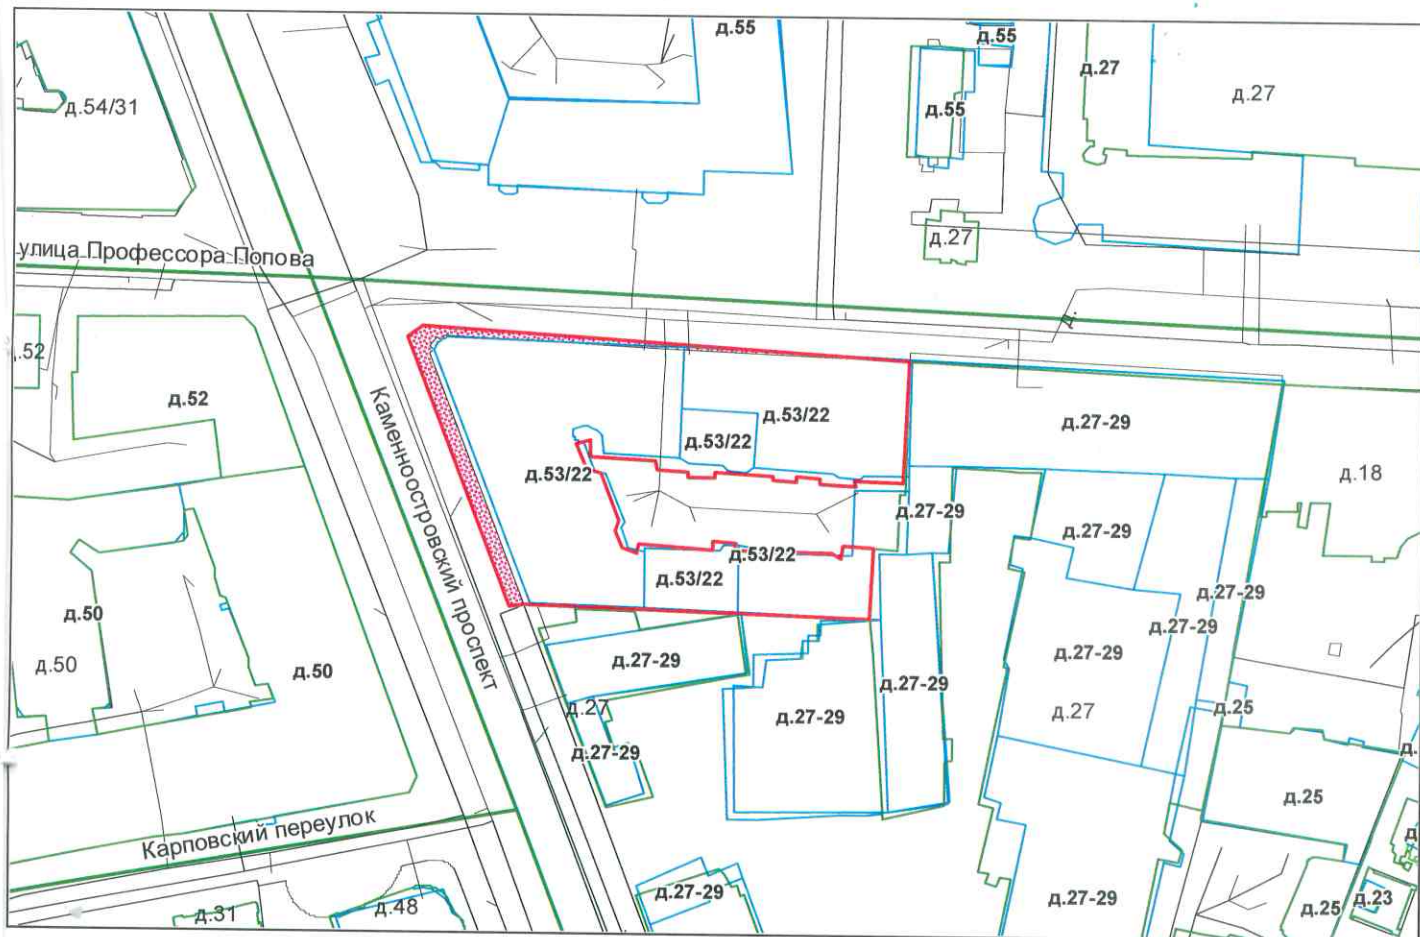 д.55
д.55
д.27
д.27
д.54/31
д.55
д.27
улица Профессора Попова
д.
.52
д.52
Каменноостровский проспект
д.53/22
д.53/22
д.27-29
д.53/22
д.18
д.27-29
д.27-29
д.53/22
д.53/22
д.27-29
д.50
д.27-29
д.50
д.50
д.27-29
д.27-29
д.27-29
д.27
д.27-29
д.27
д.25
д.27-29
д.
д.25
Карповский переулок
д
д.27-29
д.27-29
д.31
д.48
д.25
д.23